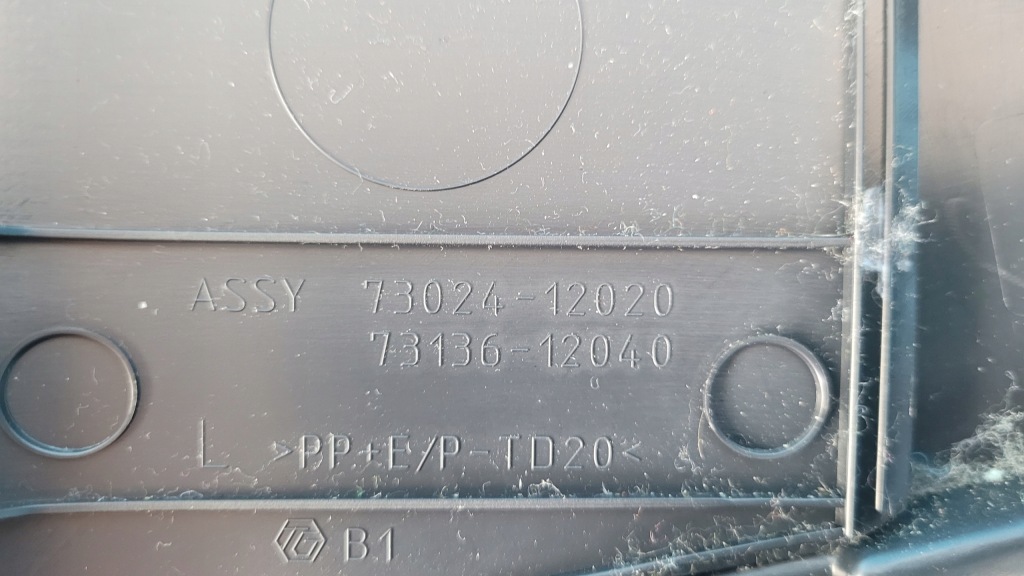 ASSY 73024-12020
73136-12040
L >PP+E/P-TD20<
B1